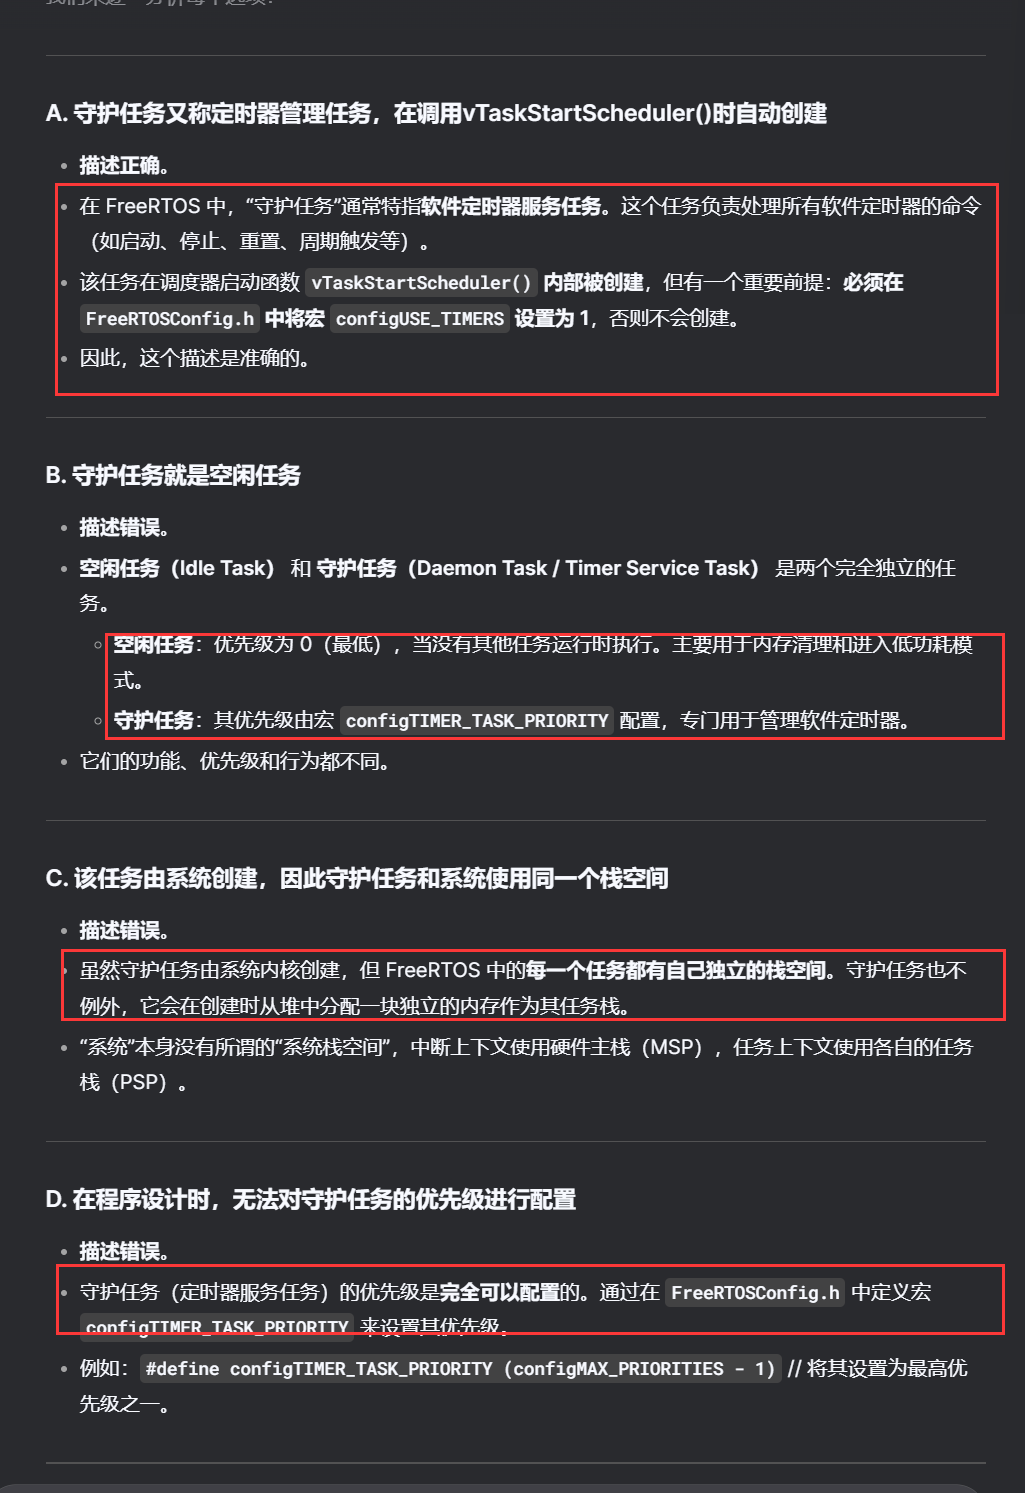 A. 守护任务又称定时器管理任务，在调用vTaskStartScheduler()时自动创建
描述正确。
在 FreeRTOS 中，“守护任务”通常特指软件定时器服务任务。这个任务负责处理所有软件定时器的命令
（如启动、停止、重置、周期触发等）。
该任务在调度器启动函数 vTaskStartScheduler() 内部被创建，但有一个重要前提：必须在
FreeRTOSConfig.h 中将宏 configUSE_TIMERS 设置为 1，否则不会创建。
因此，这个描述是准确的。
B. 守护任务就是空闲任务
描述错误。
空闲任务（Idle Task） 和 守护任务（Daemon Task / Timer Service Task） 是两个完全独立的任
务。
空闲任务：优先级为 0（最低），当没有其他任务运行时执行。主要用于内存清理和进入低功耗模
式。
守护任务：其优先级由宏 configTIMER_TASK_PRIORITY 配置，专门用于管理软件定时器。
它们的功能、优先级和行为都不同。
C. 该任务由系统创建，因此守护任务和系统使用同一个栈空间
描述错误。
虽然守护任务由系统内核创建，但 FreeRTOS 中的每一个任务都有自己独立的栈空间。守护任务也不
例外，它会在创建时从堆中分配一块独立的内存作为其任务栈。
“系统”本身没有所谓的“系统栈空间”，中断上下文使用硬件主栈（MSP），任务上下文使用各自的任务
栈（PSP）。
D. 在程序设计时，无法对守护任务的优先级进行配置
描述错误。
守护任务（定时器服务任务）的优先级是完全可以配置的。通过在 FreeRTOSConfig.h 中定义宏
configTIMER_TASK_PRIORITY 来设置其优先级。
例如：#define configTIMER_TASK_PRIORITY (configMAX_PRIORITIES - 1) // 将其设置为最高优
先级之一。